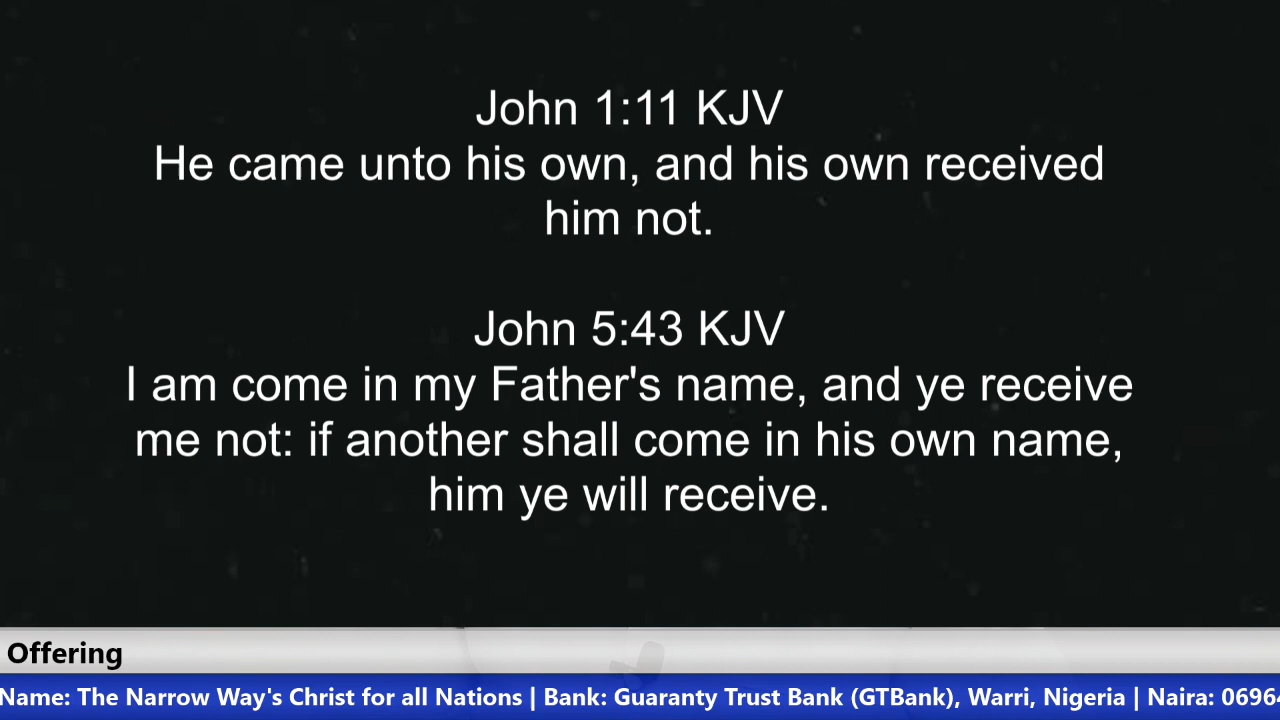 John 1:11 KJV
He came unto his own, and his own received
him not.
John 5:43 KJV
I am come in my Father's name, and ye receive
me not: if another shall come in his own name,
him ye will receive.
Offering
Name: The Narrow Way's Christ for all Nations | Bank: Guaranty Trust Bank (GTBank), Warri, Nigeria | Naira: 0696